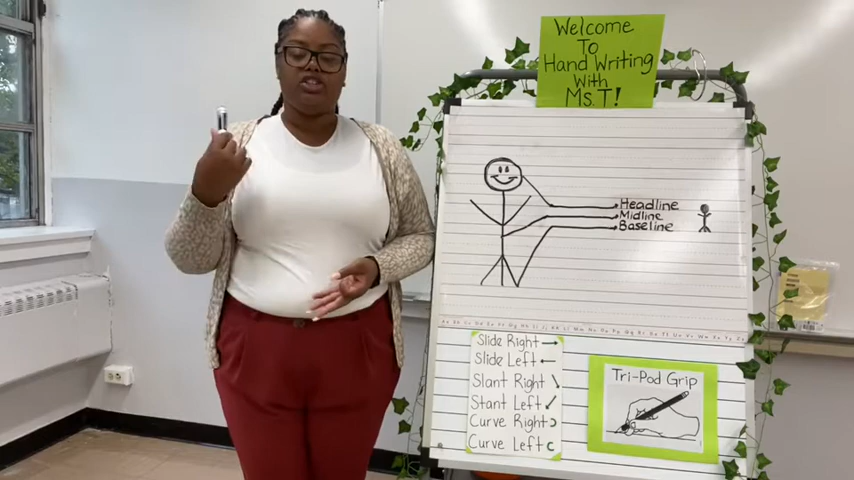 Welcome
To
Hand Writing
With
Ms.T!
Headline
Midline
Baseline
Slide Right
Slide Left
Slant Right
Stant Left
Curve Right
Curve Left
Tri-Pod Grip